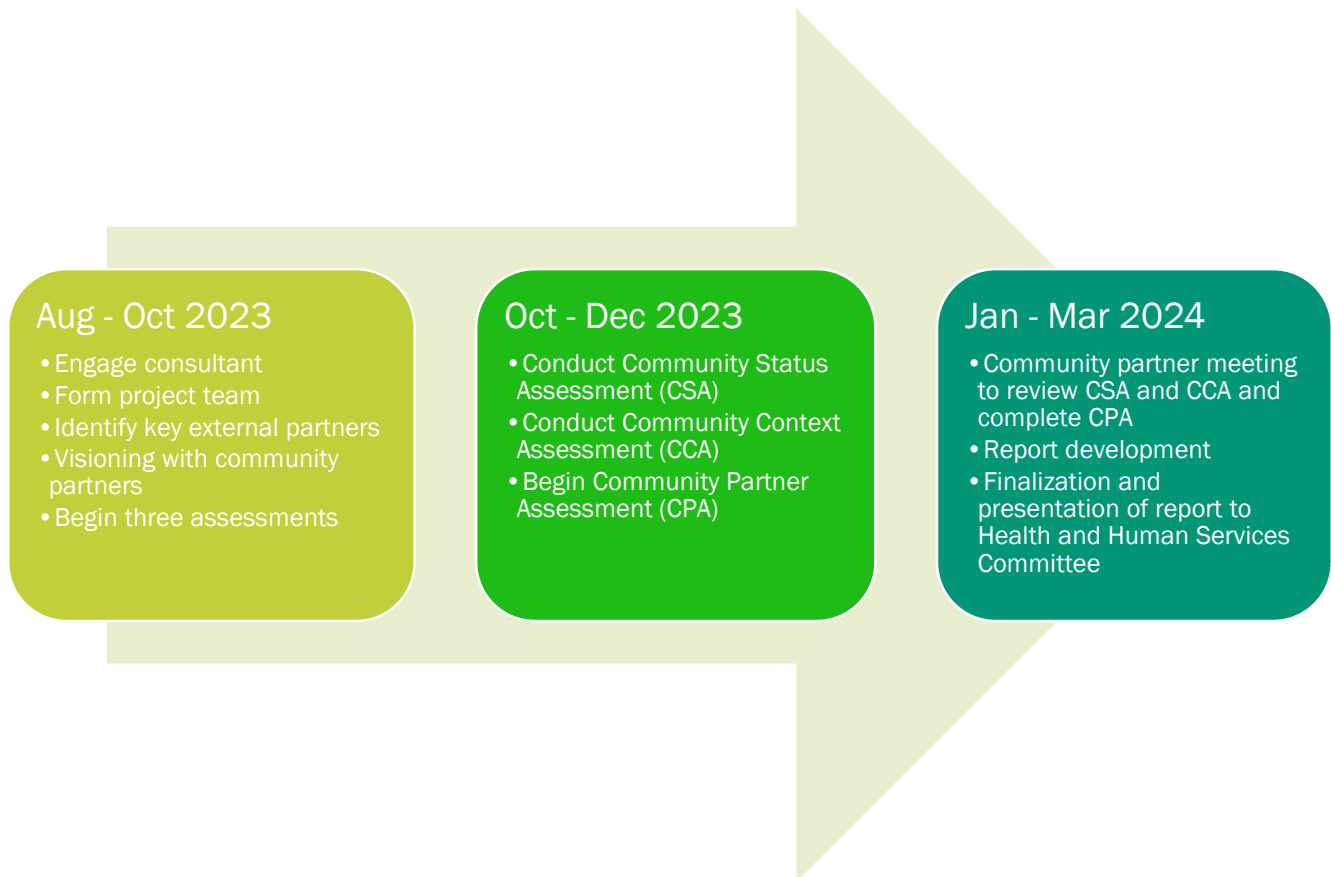 Aug - Oct 2023
•Engage consultant
•Form project team
•Identify key external partners
•Visioning with community
partners
•Begin three assessments
Oct - Dec 2023
•Conduct Community Status
Assessment (CSA)
•Conduct Community Context
Assessment (CCA)
•Begin Community Partner
Assessment (CPA)
Jan - Mar 2024
•Community partner meeting
to review CSA and CCA and
complete CPA
•Report development
•Finalization and
presentation of report to
Health and Human Services
Committee